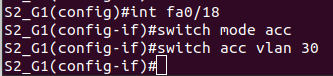 S2_G1(config)#int fa0/18
S2_G1(config-if)#switch mode acc
S2_G1(config-if)#switch acc vlan 30
S2_G1(config-if)#